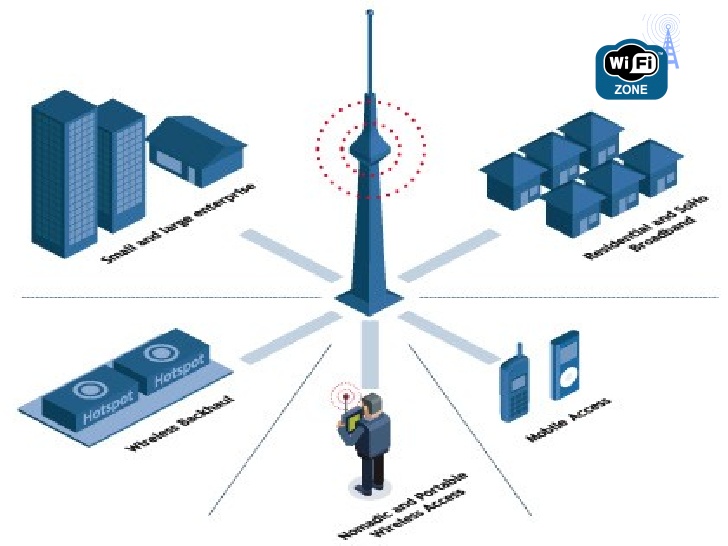 Wi Fi
ZONE
Small and large enterprise
Residential and SoHo
Broadband
Hotspot
Hotspot
Wireless Backhaul
Mobile Access
Nomadic and Portable
Wireless Access